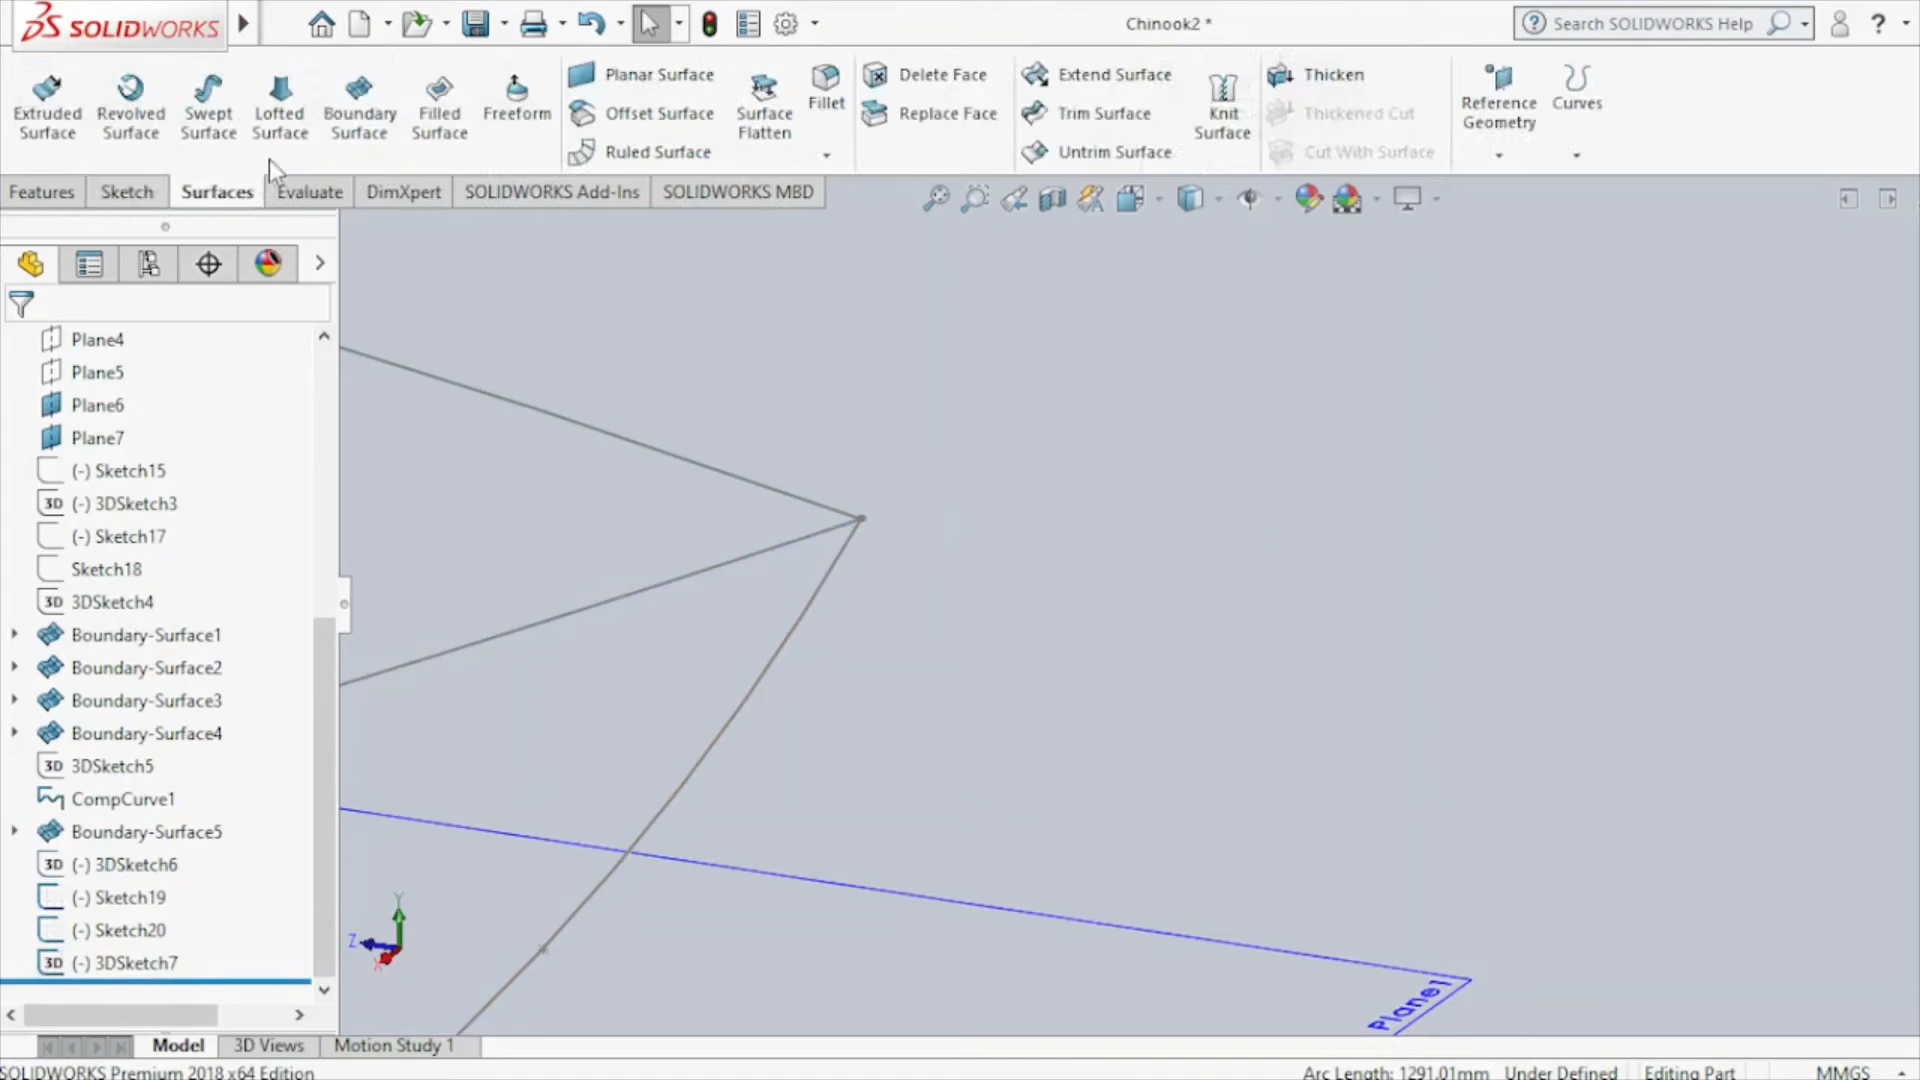 SOLIDWORKS
Chinook2 *
Search SOLIDWORKS Help
?
Extruded Surface
Revolved Surface
Swept Surface
Lofted Surface
Boundary Surface
Filled Surface
Freeform
Planar Surface
Offset Surface
Ruled Surface
Surface Flatten
Fillet
Delete Face
Replace Face
Extend Surface
Trim Surface
Untrim Surface
Knit Surface
Thicken
Thickened Cut
Cut With Surface
Reference Geometry
Curves
Features
Sketch
Surfaces
Evaluate
DimXpert
SOLIDWORKS Add-Ins
SOLIDWORKS MBD
Plane4
Plane5
Plane6
Plane7
(-) Sketch15
3D (-) 3DSketch3
(-) Sketch17
Sketch18
3D 3DSketch4
Boundary-Surface1
Boundary-Surface2
Boundary-Surface3
Boundary-Surface4
3D 3DSketch5
CompCurve1
Boundary-Surface5
3D (-) 3DSketch6
(-) Sketch19
(-) Sketch20
3D (-) 3DSketch7
Y
Z
X
Plane1
Model
3D Views
Motion Study 1
SOLIDWORKS Premium 2018 x64 Edition
Arc Length: 1291.01mm
Under Defined
Editing Part
MMGS